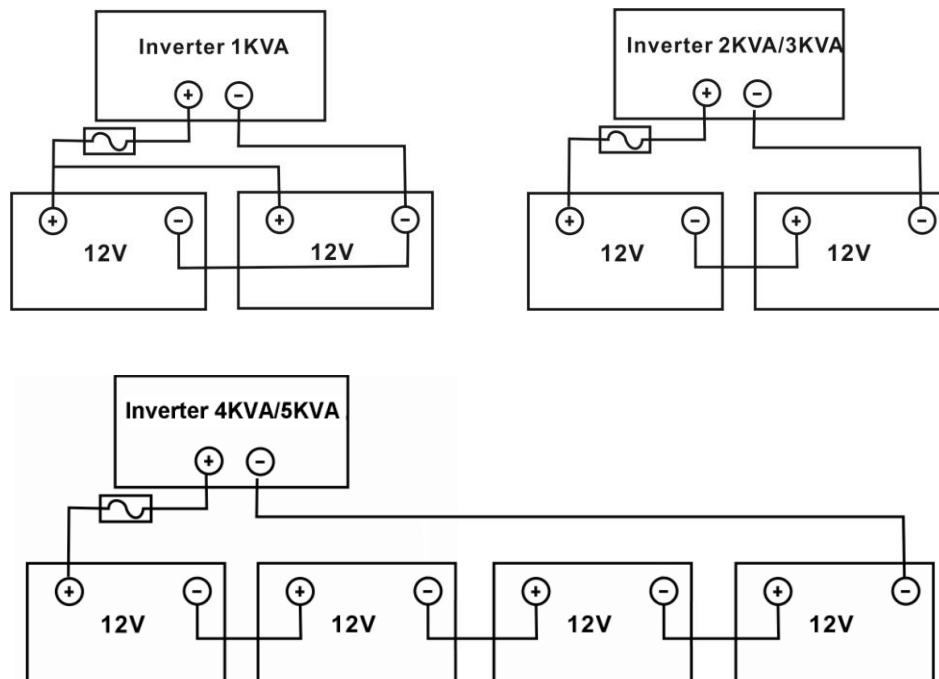 Inverter 1KVA
+ −
+ − + −
12V 12V
Inverter 2KVA/3KVA
+ −
+ − + −
12V 12V
Inverter 4KVA/5KVA
+ −
+ − + − + − + −
12V 12V 12V 12V